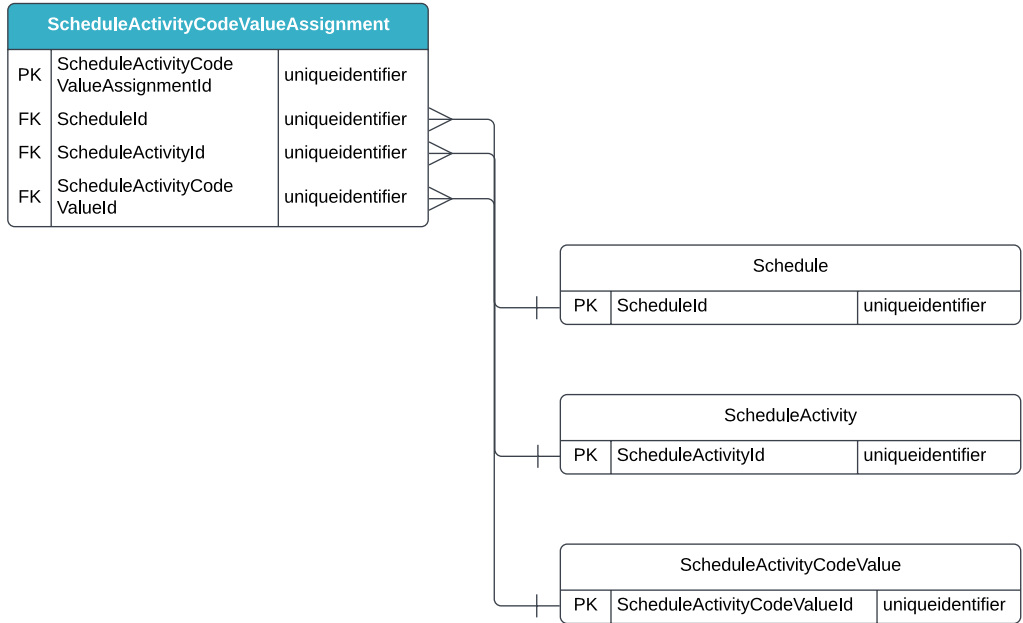 ScheduleActivityCodeValueAssignment
PK ScheduleActivityCode uniqueidentifier
ValueAssignmentId
FK ScheduleId uniqueidentifier
FK ScheduleActivityId uniqueidentifier
FK ScheduleActivityCode uniqueidentifier
ValueId
Schedule
PK ScheduleId uniqueidentifier
ScheduleActivity
PK ScheduleActivityId uniqueidentifier
ScheduleActivityCodeValue
PK ScheduleActivityCodeValueId uniqueidentifier